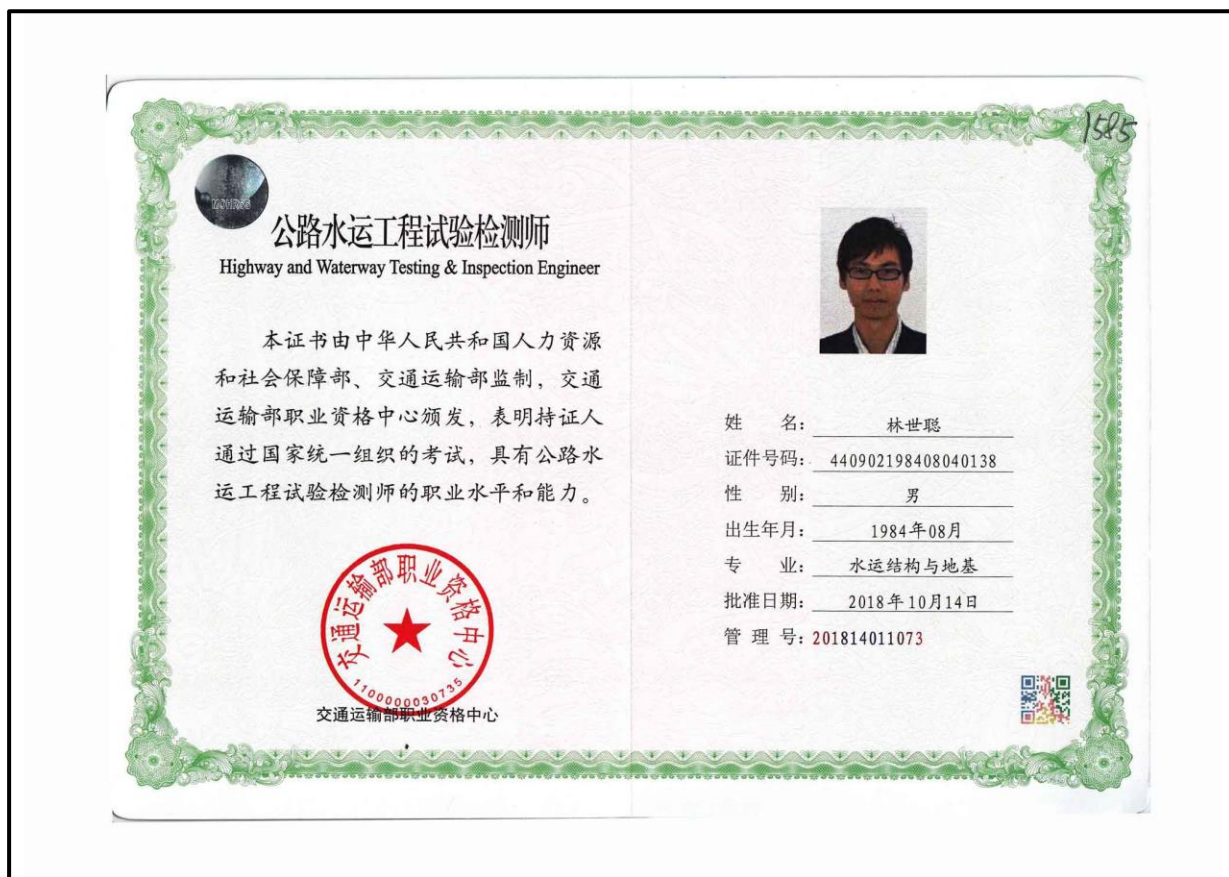 1585
MOHRSS
公路水运工程试验检测师
Highway and Waterway Testing & Inspection Engineer
本证书由中华人民共和国人力资源
和社会保障部、交通运输部监制，交通
运输部职业资格中心颁发，表明持证人
通过国家统一组织的考试，具有公路水
运工程试验检测师的职业水平和能力。
交通运输部职业资格中心
1100000030735
交通运输部职业资格中心
姓 名： 林世聪
证件号码： 440902198408040138
性 别： 男
出生年月： 1984年08月
专 业： 水运结构与地基
批准日期： 2018年10月14日
管 理 号： 201814011073